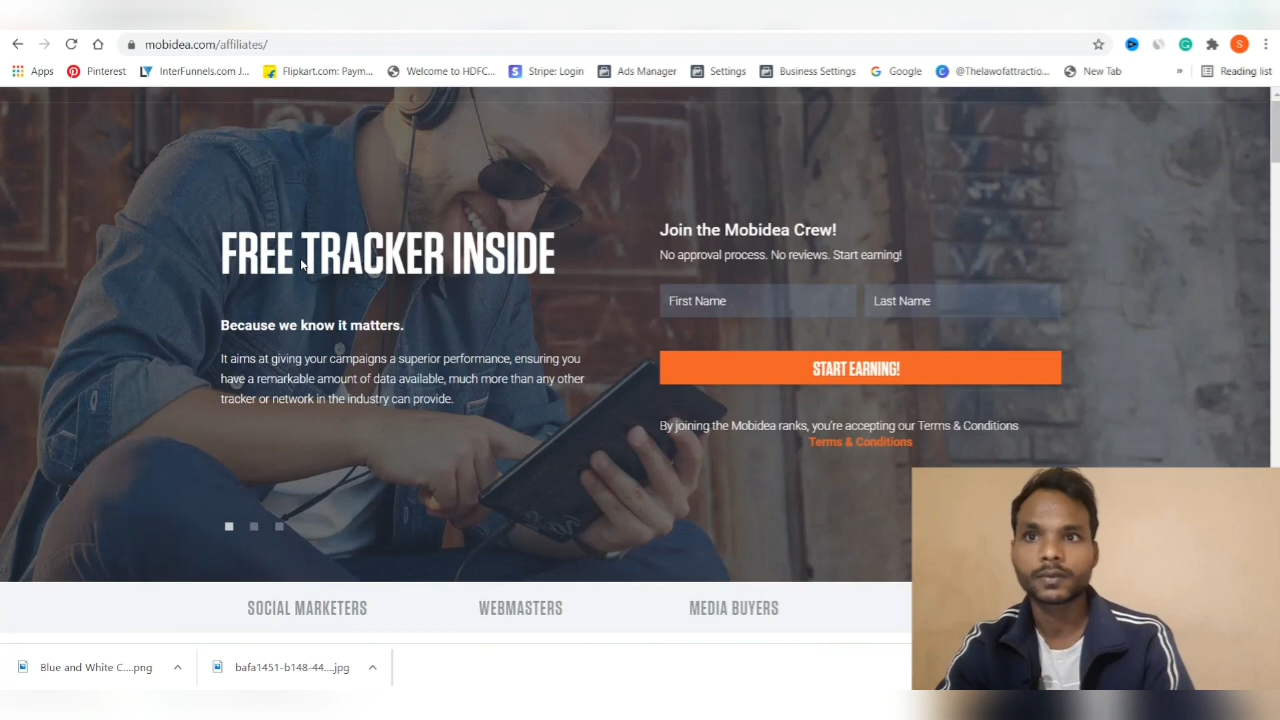 mobidea.com/affiliates/
S
Apps
Pinterest
InterFunnels.com J...
Flipkart.com: Paym...
Welcome to HDFC...
Stripe: Login
Ads Manager
Settings
Business Settings
Google
@Thelawofattractio...
New Tab
»
Reading list
FREE TRACKER INSIDE
Because we know it matters.
It aims at giving your campaigns a superior performance, ensuring you
have a remarkable amount of data available, much more than any other
tracker or network in the industry can provide.
Join the Mobidea Crew!
No approval process. No reviews. Start earning!
First Name
Last Name
START EARNING!
By joining the Mobidea ranks, you're accepting our Terms & Conditions
Terms & Conditions
SOCIAL MARKETERS
WEBMASTERS
MEDIA BUYERS
Blue and White C....png
bafa1451-b148-44....jpg